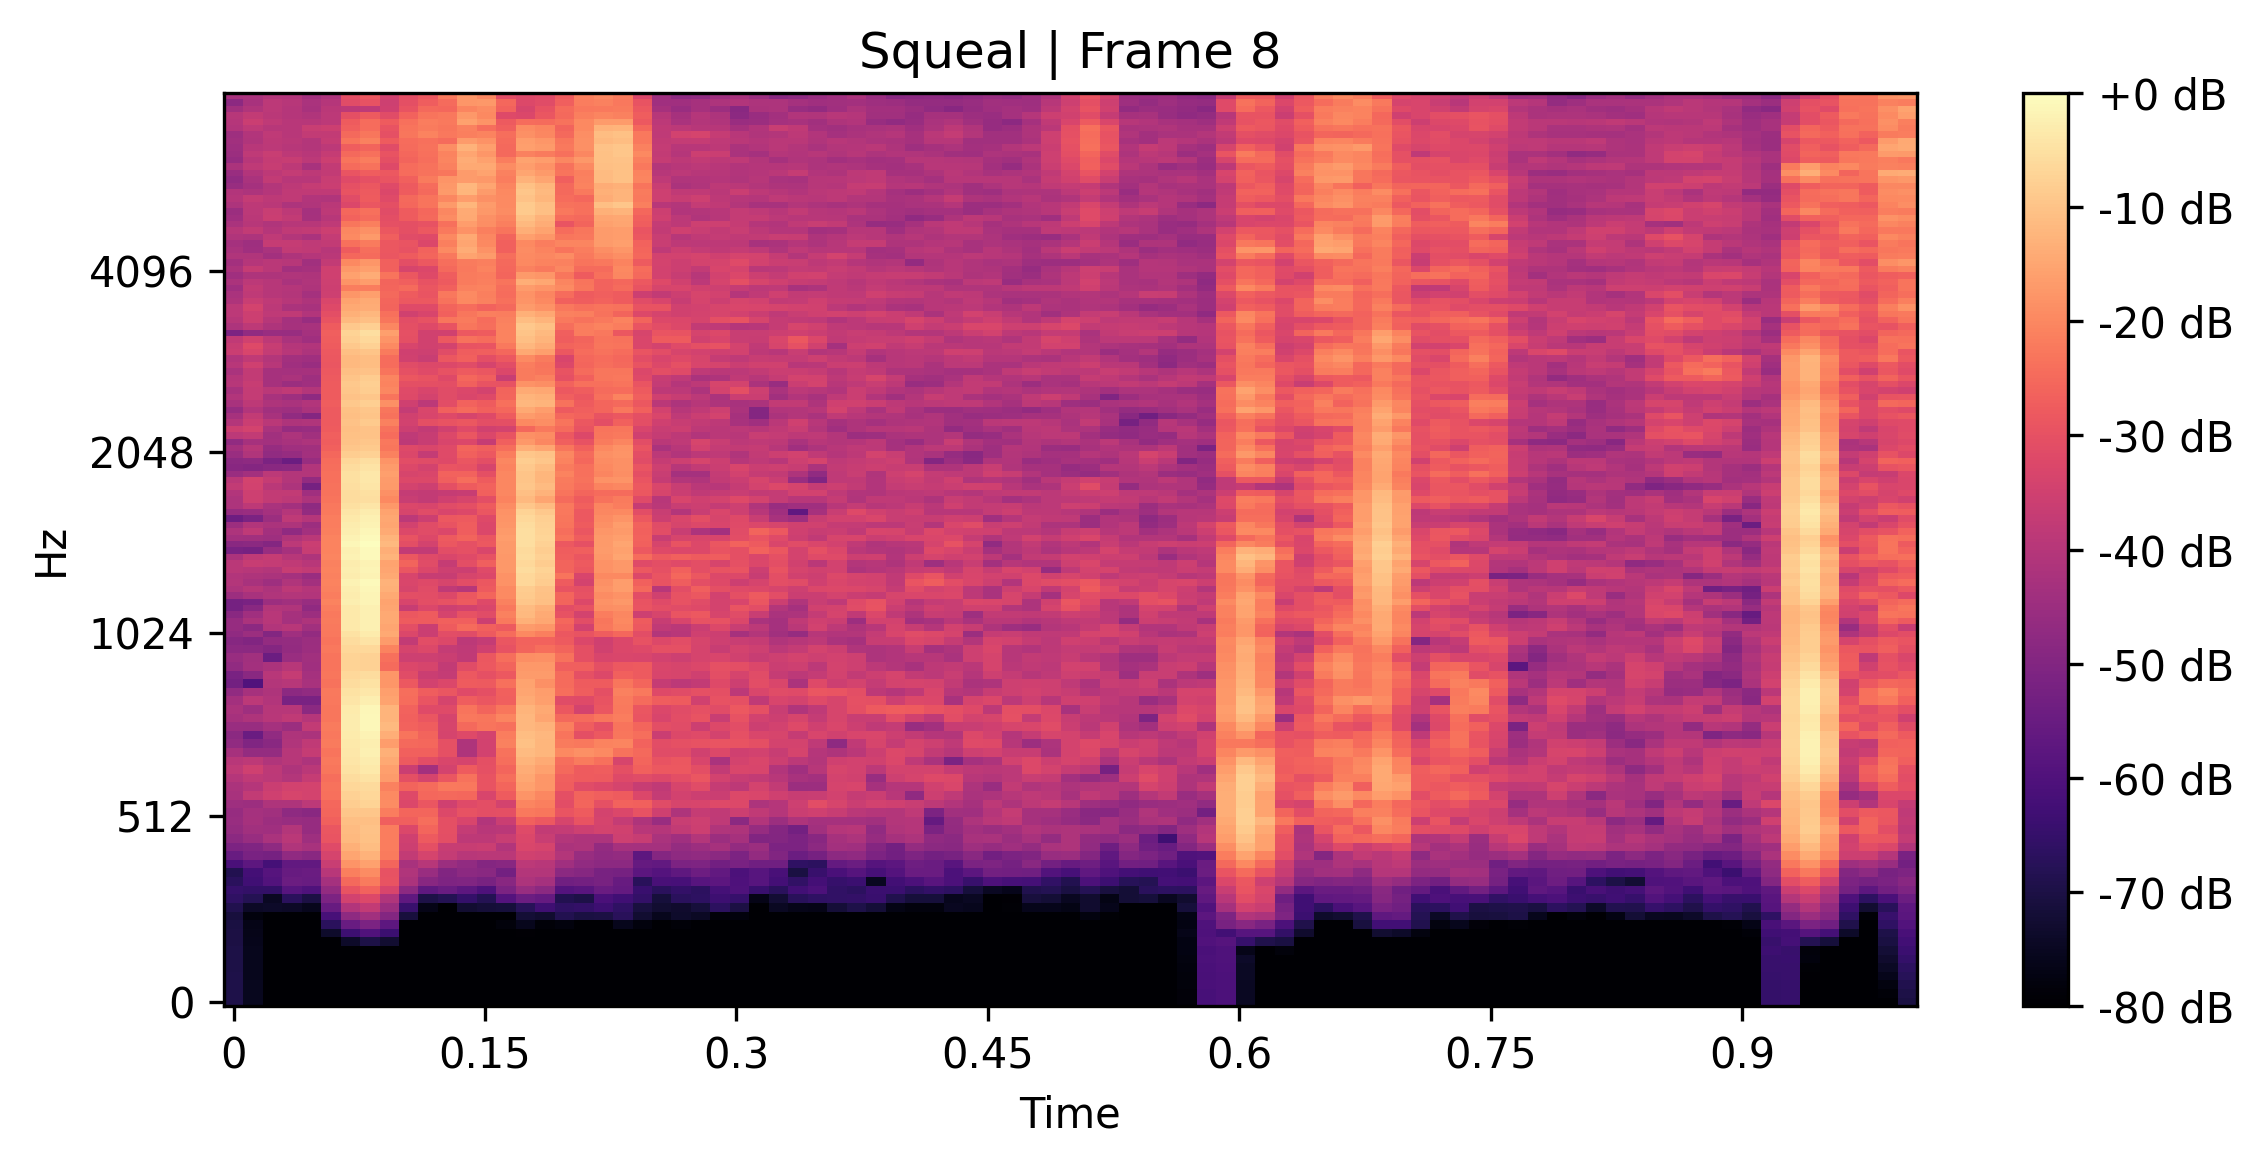 Squeal | Frame 8
+0 dB
-10 dB
-20 dB
-30 dB
-40 dB
-50 dB
-60 dB
-70 dB
-80 dB
Hz
4096
2048
1024
512
0
0 0.15 0.3 0.45 0.6 0.75 0.9
Time